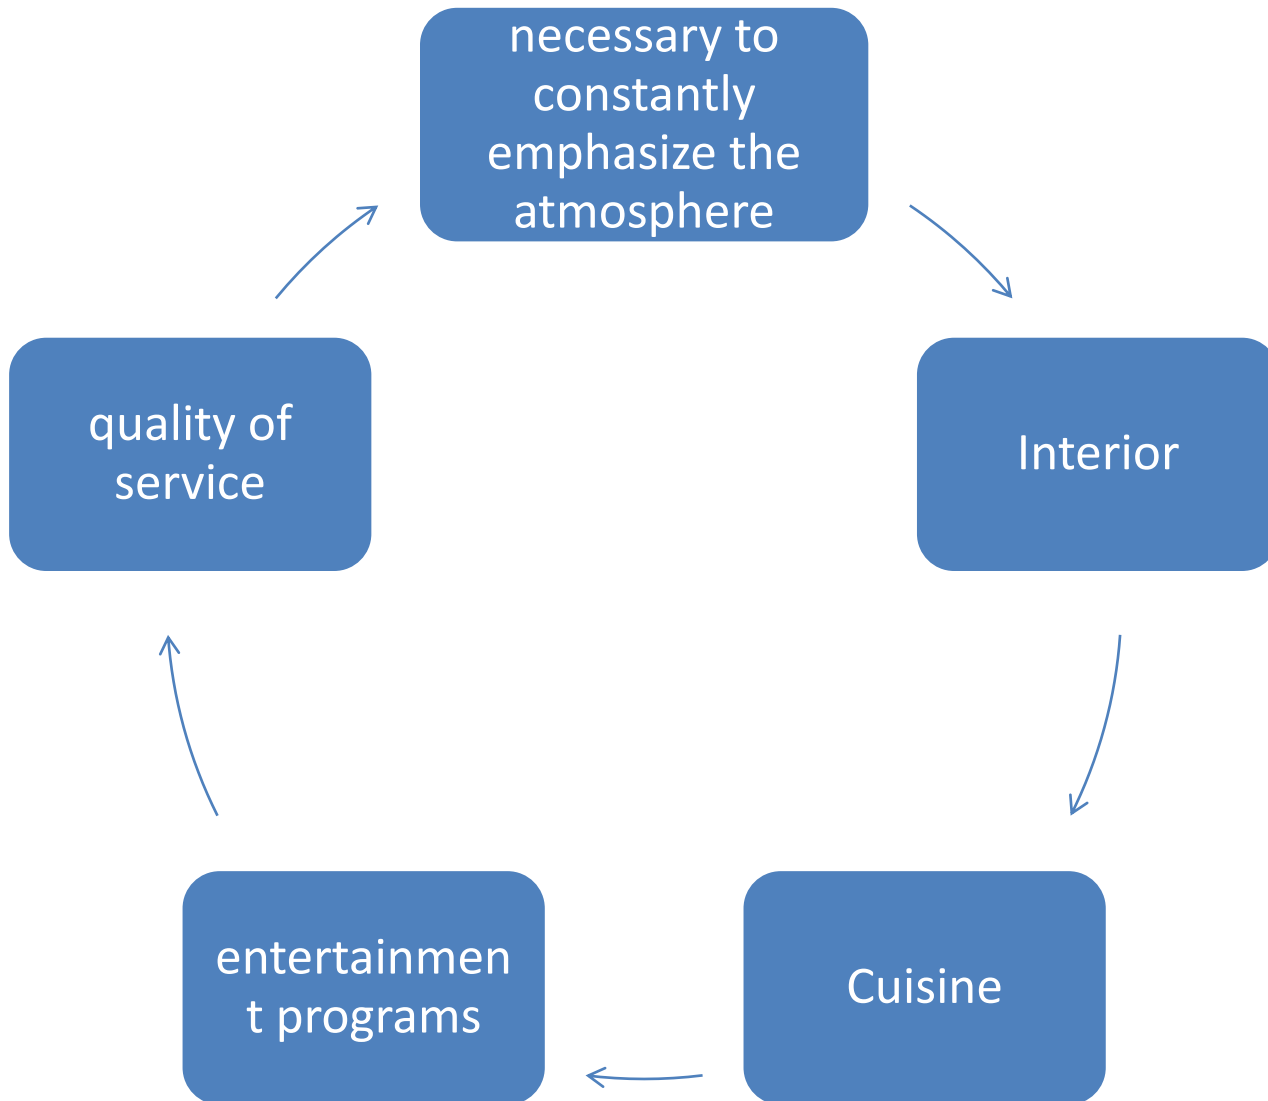 necessary to
constantly
emphasize the
atmosphere
Interior
Cuisine
entertainmen
t programs
quality of
service